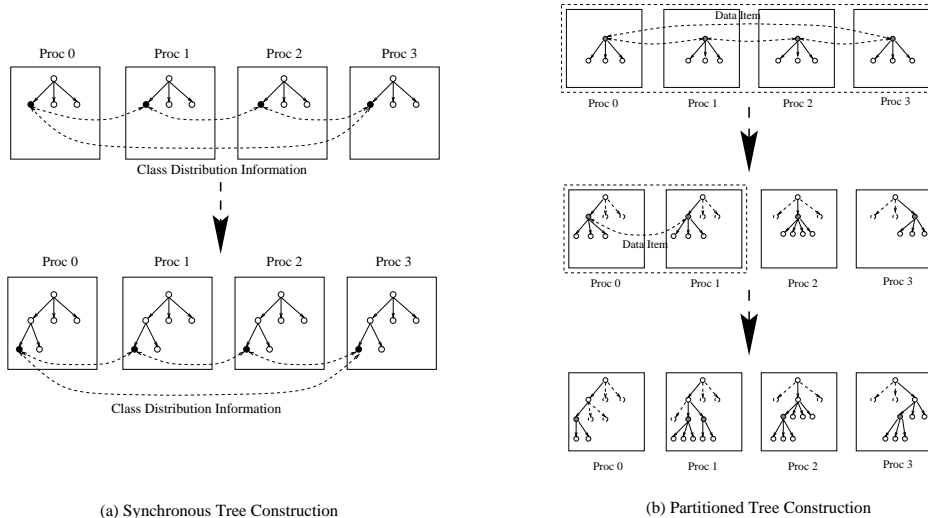 Proc 0 Proc 1 Proc 2 Proc 3
Class Distribution Information
Proc 0 Proc 1 Proc 2 Proc 3
Class Distribution Information
(a) Synchronous Tree Construction
Data Item
Proc 0 Proc 1 Proc 2 Proc 3
Data Item
Proc 0 Proc 1 Proc 2 Proc 3
Proc 0 Proc 1 Proc 2 Proc 3
(b) Partitioned Tree Construction